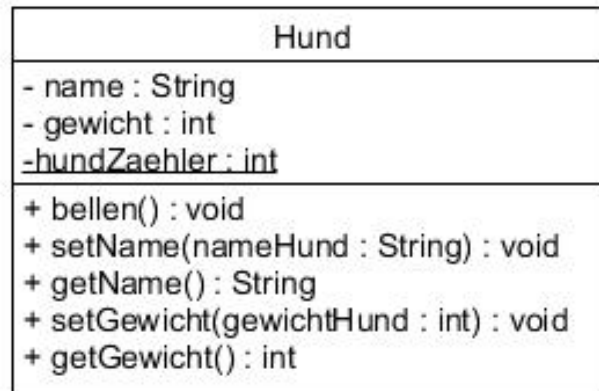 Hund
- name : String
- gewicht : int
-hundZaehler : int
+ bellen() : void
+ setName(nameHund : String) : void
+ getName() : String
+ setGewicht(gewichtHund : int) : void
+ getGewicht() : int